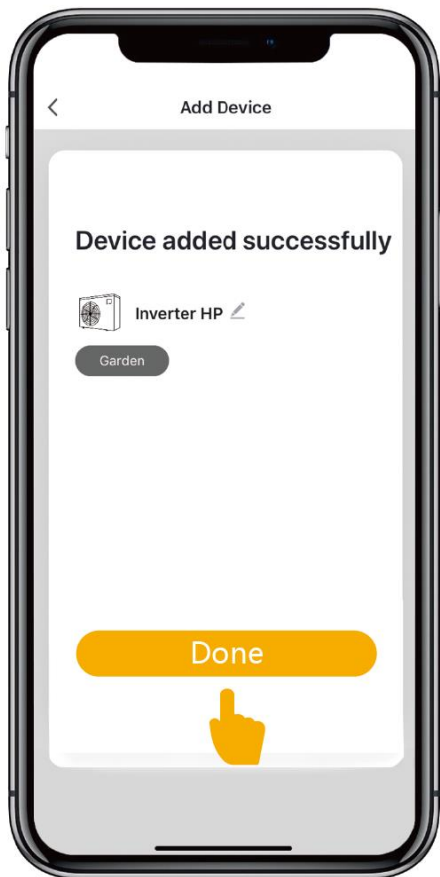 Add Device
Device added successfully
Inverter HP
Garden
Done